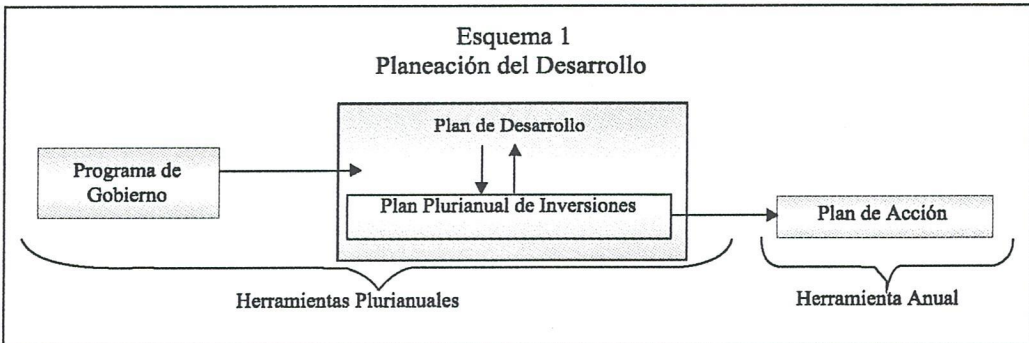 Esquema 1
Planeación del Desarrollo
Plan de Desarrollo
Programa de
Gobierno
Plan Plurianual de Inversiones
Plan de Acción
Herramientas Plurianuales
Herramienta Anual